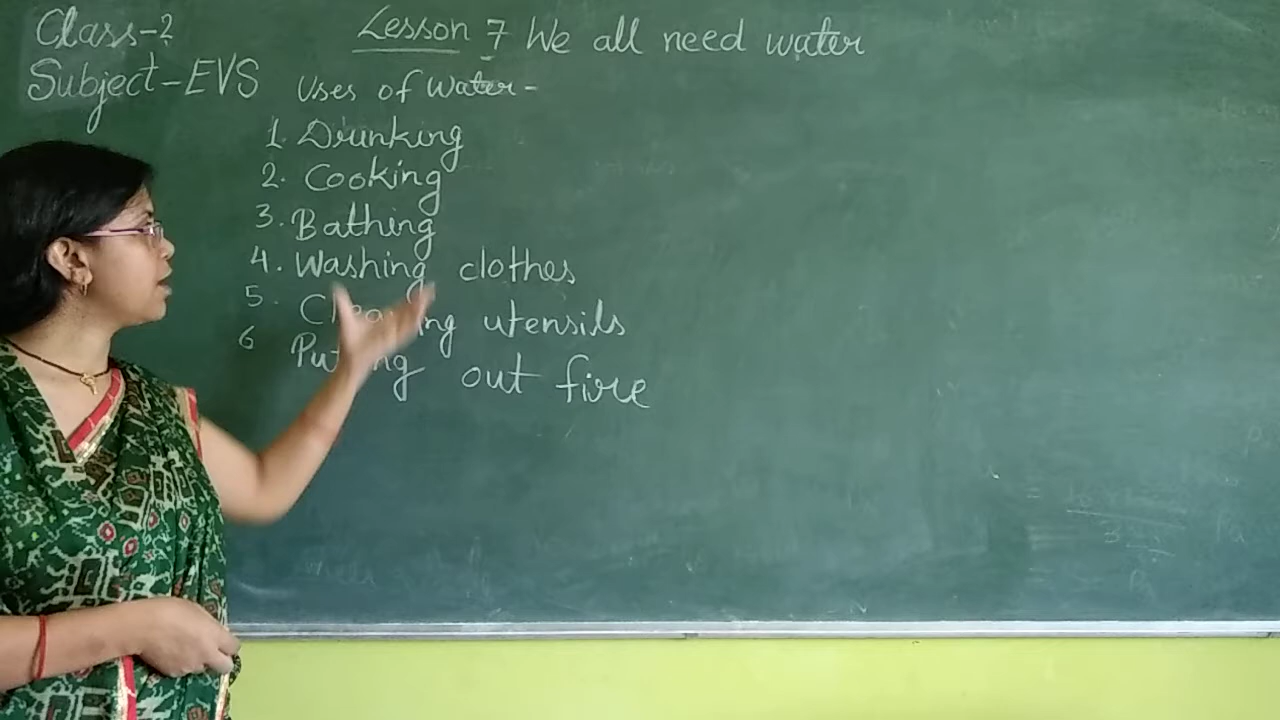 Class-2
Lesson 7 We all need water
Subject-EVS
Uses of Water-
1. Drinking
2. Cooking
3. Bathing
4. Washing clothes
5. utensils
6 out fire